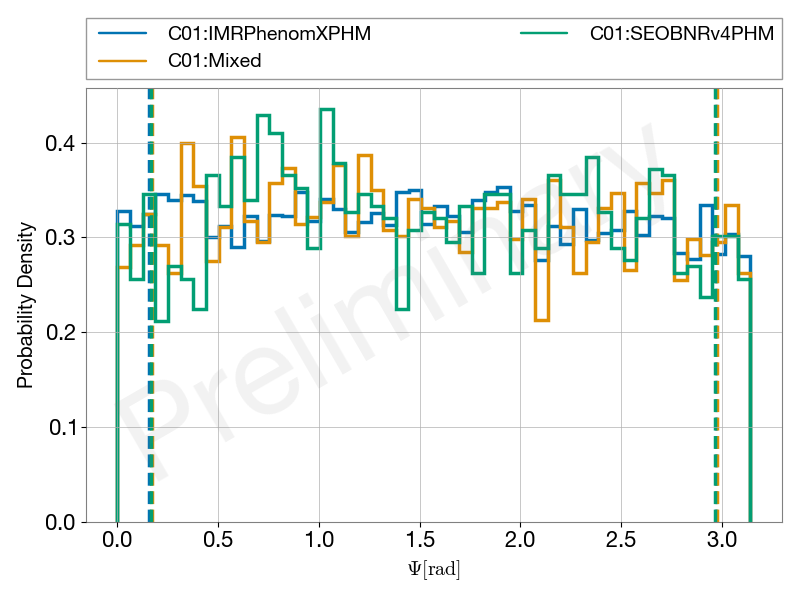 C01:IMRPhenomXPHM
C01:Mixed
C01:SEOBNRv4PHM
Preliminary
Probability Density
0.4
0.3
0.2
0.1
0.0
0.0 0.5 1.0 1.5 2.0 2.5 3.0
Ψ[rad]